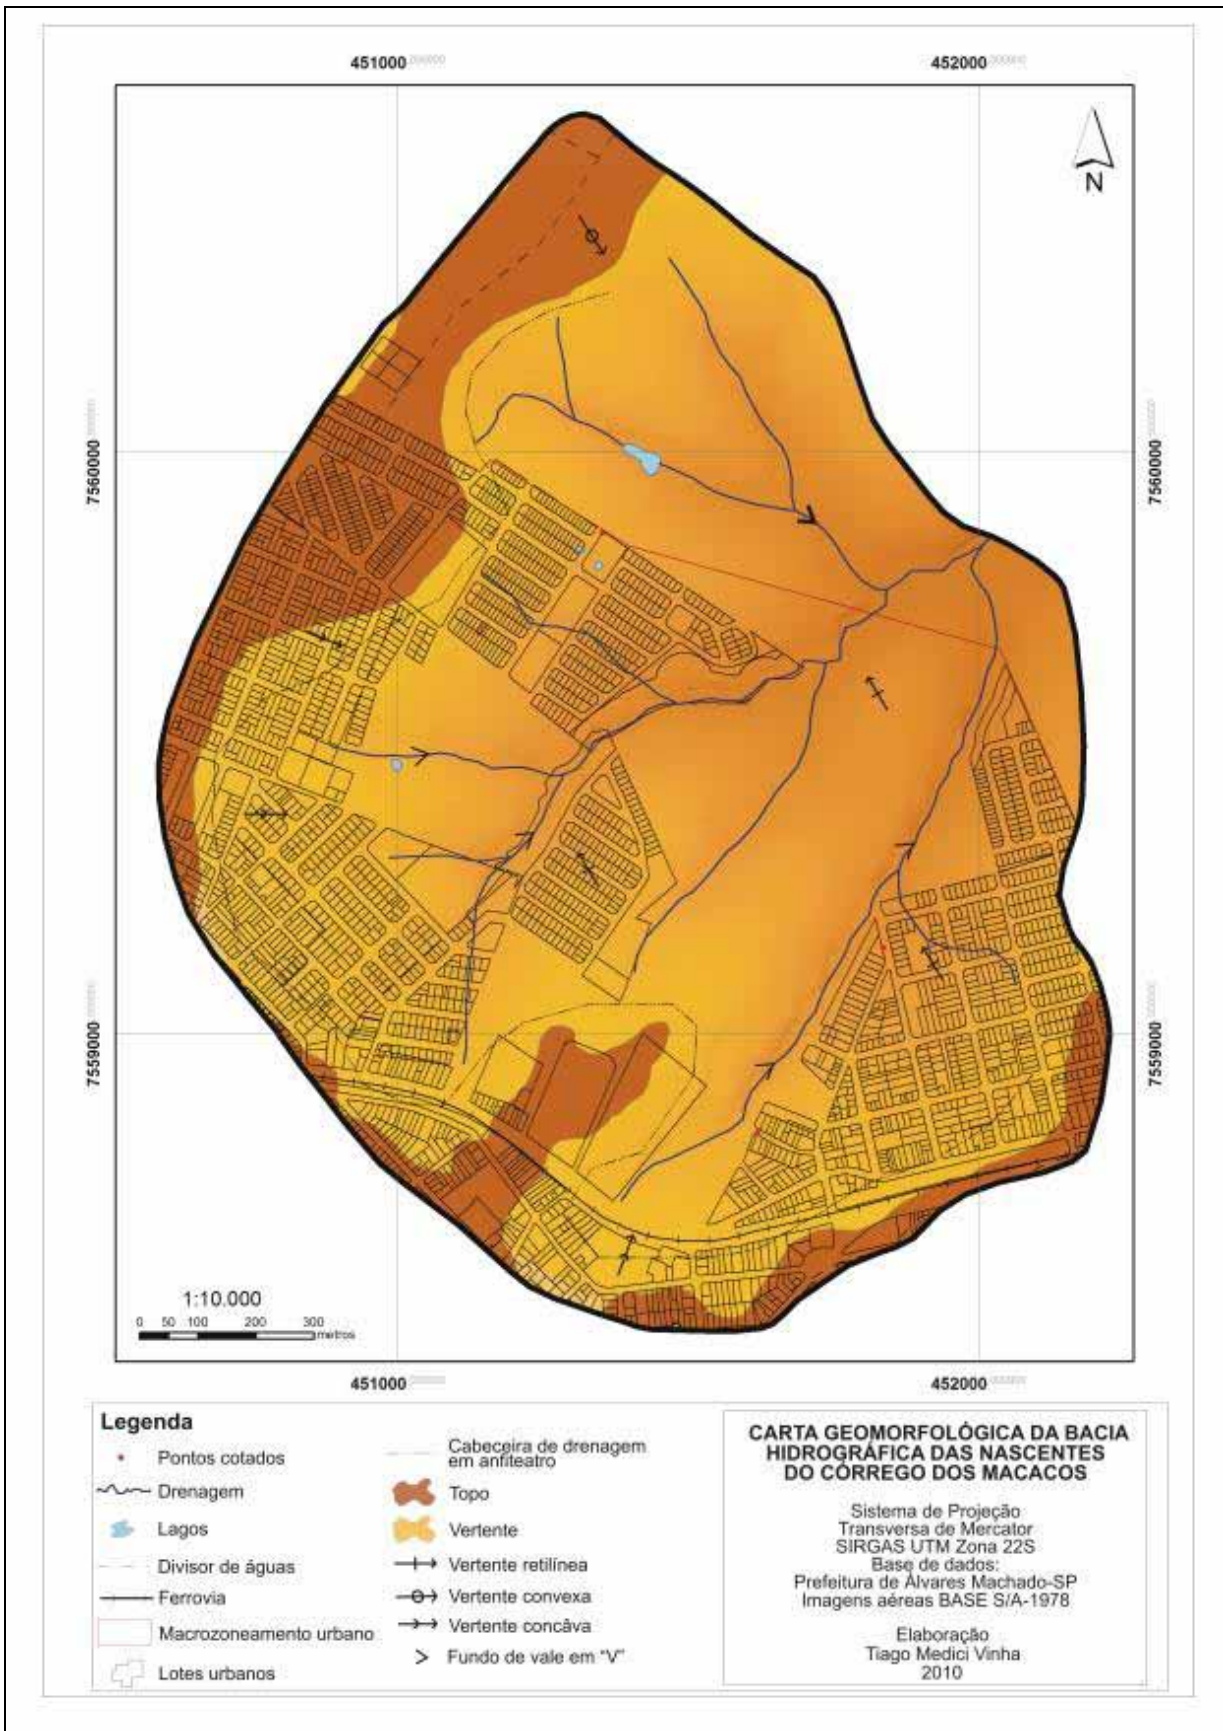 451000
452000
N
7560000
7560000
7559000
7559000
1:10.000
0 50 100 200 300
metros
451000
452000
Legenda
Pontos cotados
Drenagem
Lagos
Divisor de águas
Ferrovia
Macrozoneamento urbano
Lotes urbanos
Cabeceira de drenagem
em anfiteatro
Topo
Vertente
Vertente retilínea
Vertente convexa
Vertente concâva
Fundo de vale em "V"
CARTA GEOMORFOLÓGICA DA BACIA
HIDROGRÁFICA DAS NASCENTES
DO CÓRREGO DOS MACACOS
Sistema de Projeção
Transversa de Mercator
SIRGAS UTM Zona 22S
Base de dados:
Prefeitura de Álvares Machado-SP
Imagens aéreas BASE S/A-1978
Elaboração
Tiago Medici Vinha
2010